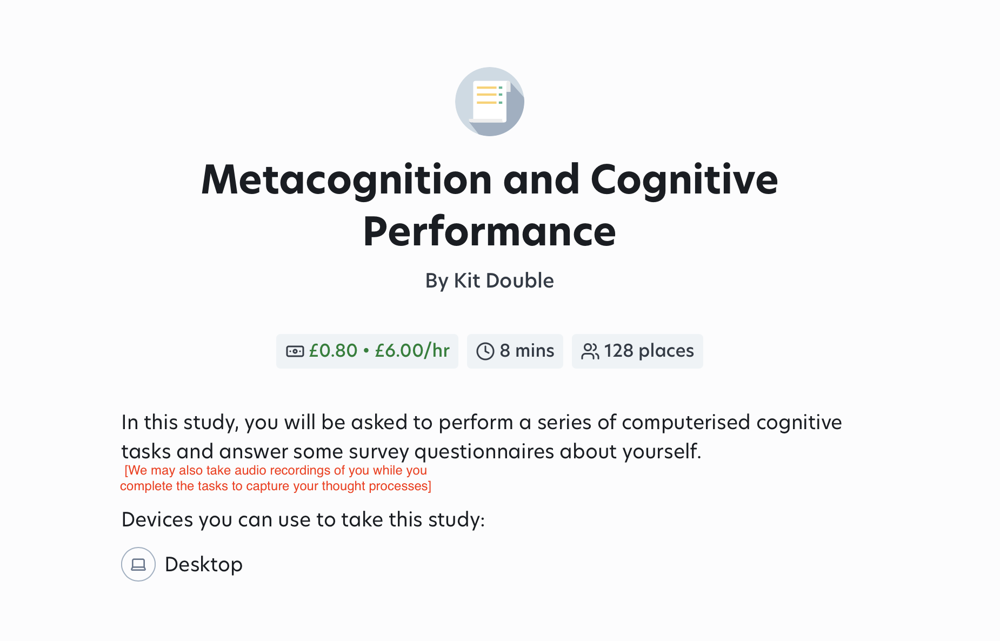 Metacognition and Cognitive
Performance
By Kit Double
£0.80 • £6.00/hr
8 mins
128 places
In this study, you will be asked to perform a series of computerised cognitive
tasks and answer some survey questionnaires about yourself.
[We may also take audio recordings of you while you
complete the tasks to capture your thought processes]
Devices you can use to take this study:
Desktop